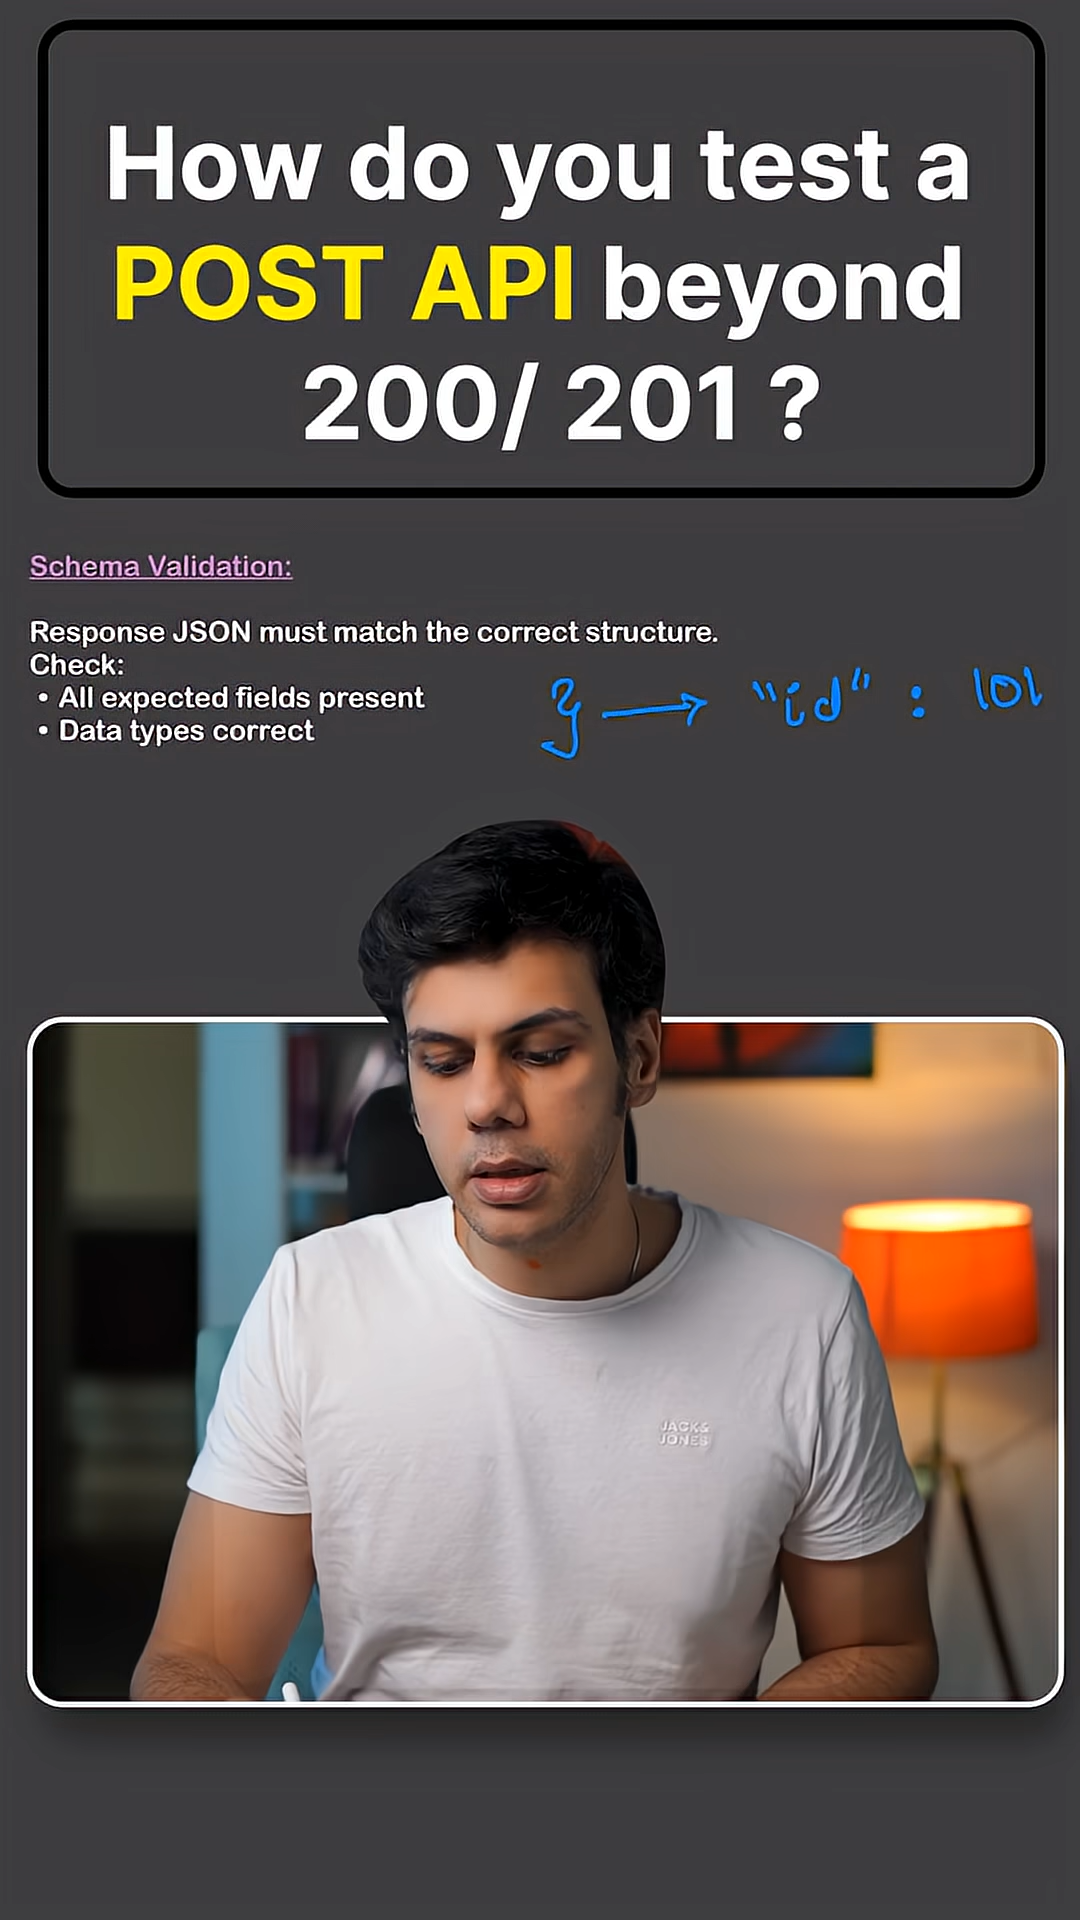 How do you test a
POST API beyond
200/ 201 ?
Schema Validation:
Response JSON must match the correct structure.
Check:
• All expected fields present
• Data types correct
"id" : 101
JACK&
JONES